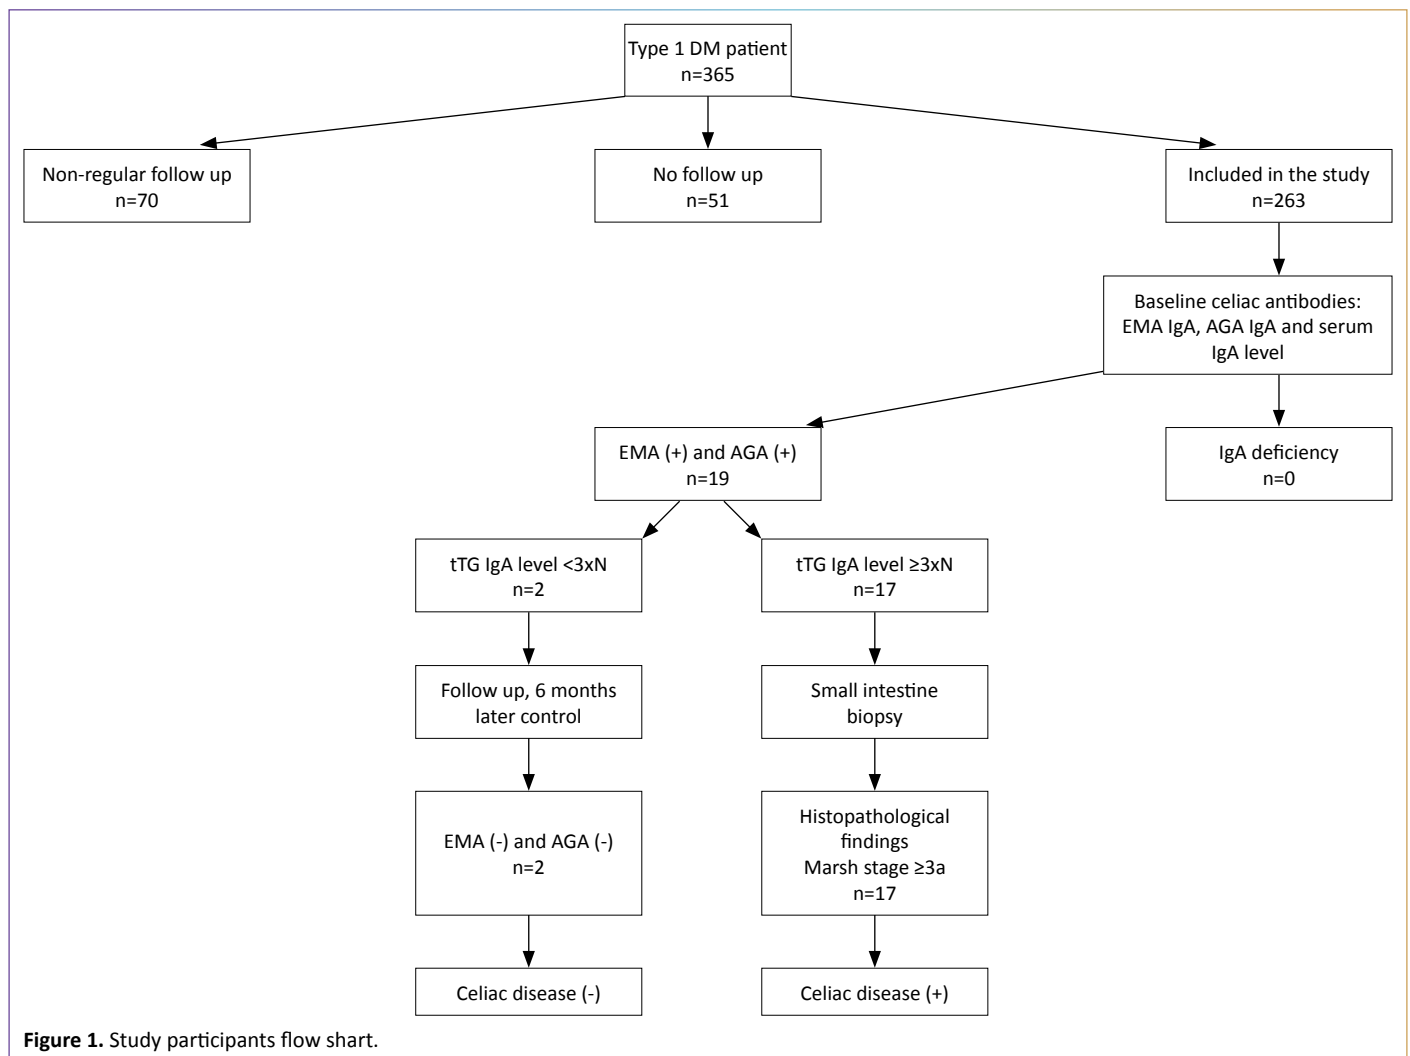 Type 1 DM patient
n=365
Non-regular follow up
n=70
No follow up
n=51
Included in the study
n=263
Baseline celiac antibodies:
EMA IgA, AGA IgA and serum
IgA level
EMA (+) and AGA (+)
n=19
IgA deficiency
n=0
tTG IgA level <3xN
n=2
tTG IgA level ≥3xN
n=17
Follow up, 6 months
later control
Small intestine
biopsy
EMA (-) and AGA (-)
n=2
Histopathological
findings
Marsh stage ≥3a
n=17
Celiac disease (-)
Celiac disease (+)
Figure 1. Study participants flow shart.